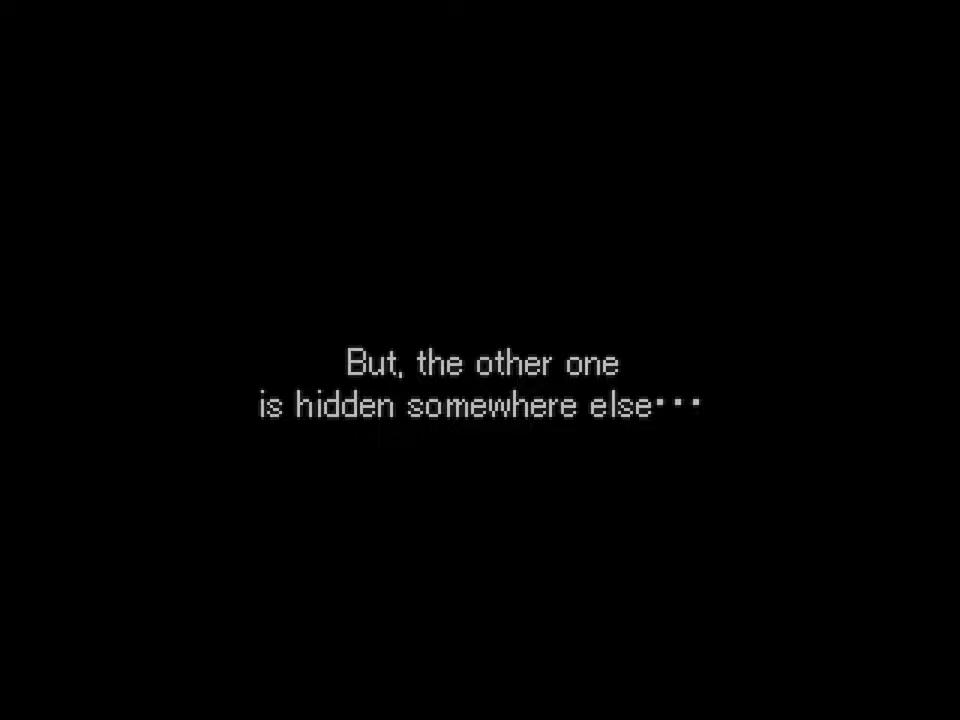 But, the other one
is hidden somewhere else···